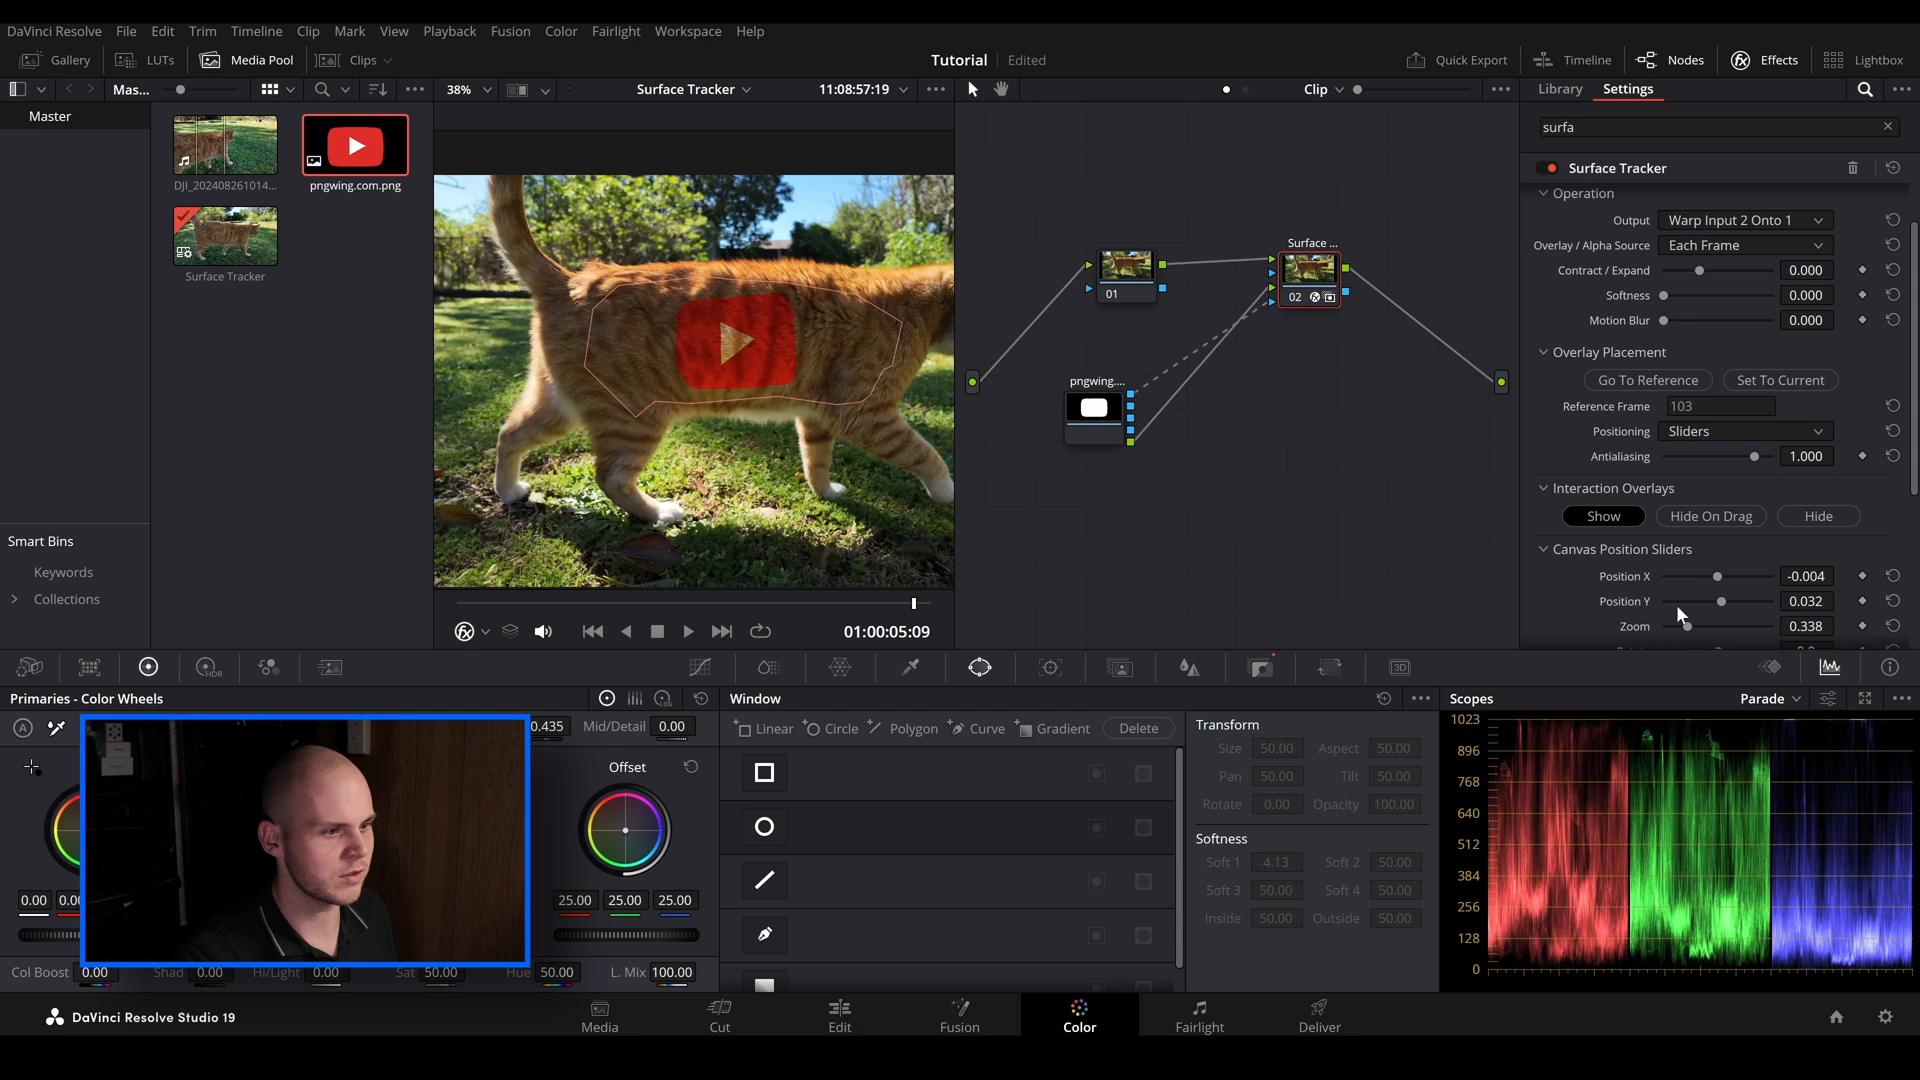 DaVinci Resolve File Edit Trim Timeline Clip Mark View Playback Fusion Color Fairlight Workspace Help
Gallery LUTs Media Pool Clips Tutorial Edited Quick Export Timeline Nodes Effects Lightbox
Mas... 38% Surface Tracker 11:08:57:19 Clip Library Settings
Master
surfa
DJI_202408261014...
pngwing.com.png
Surface Tracker
Surface Tracker
Operation
Output Warp Input 2 Onto 1
Overlay / Alpha Source Each Frame
Contract / Expand 0.000
Softness 0.000
Motion Blur 0.000
Overlay Placement
Go To Reference Set To Current
Reference Frame 103
Positioning Sliders
Antialiasing 1.000
Interaction Overlays
Show Hide On Drag Hide
Canvas Position Sliders
Position X -0.004
Position Y 0.032
Zoom 0.338
Surface ...
01
02
pngwing....
Smart Bins
Keywords
Collections
01:00:05:09
HDR
LOG
3D
Primaries - Color Wheels
A
0.435 Mid/Detail 0.00
Offset
0.00 0.00
25.00 25.00 25.00
Col Boost 0.00 Shad 0.00 Hi/Light 0.00 Sat 50.00 Hue 50.00 L. Mix 100.00
Window
Linear Circle Polygon Curve Gradient Delete
Transform
Size 50.00 Aspect 50.00
Pan 50.00 Tilt 50.00
Rotate 0.00 Opacity 100.00
Softness
Soft 1 4.13 Soft 2 50.00
Soft 3 50.00 Soft 4 50.00
Inside 50.00 Outside 50.00
Scopes Parade
1023
896
768
640
512
384
256
128
0
DaVinci Resolve Studio 19
Media Cut Edit Fusion Color Fairlight Deliver